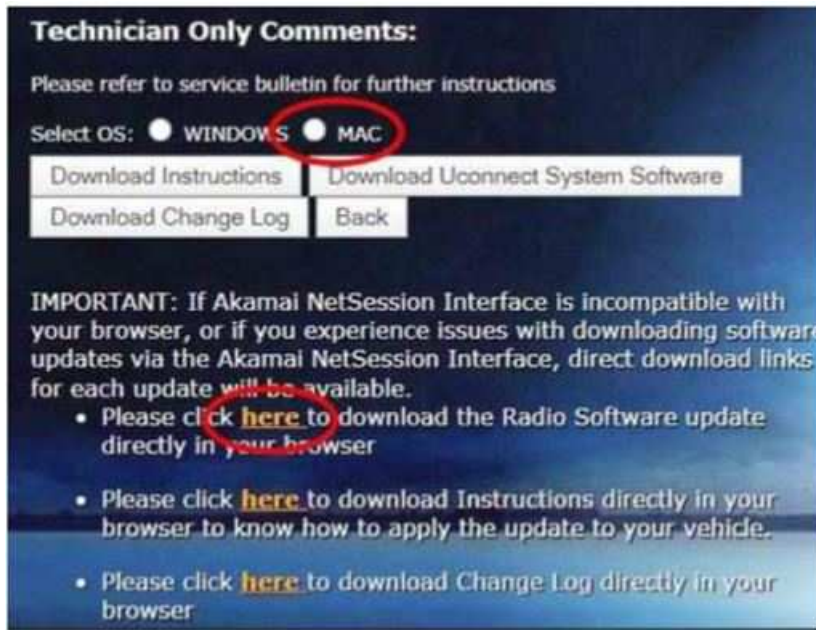 Technician Only Comments:
Please refer to service bulletin for further instructions
Select OS: WINDOWS MAC
Download Instructions Download Uconnect System Software
Download Change Log Back
IMPORTANT: If Akamai NetSession Interface is incompatible with
your browser, or if you experience issues with downloading software
updates via the Akamai NetSession Interface, direct download links
for each update will be available.
• Please click here to download the Radio Software update
directly in your browser
• Please click here to download Instructions directly in your
browser to know how to apply the update to your vehicle.
• Please click here to download Change Log directly in your
browser